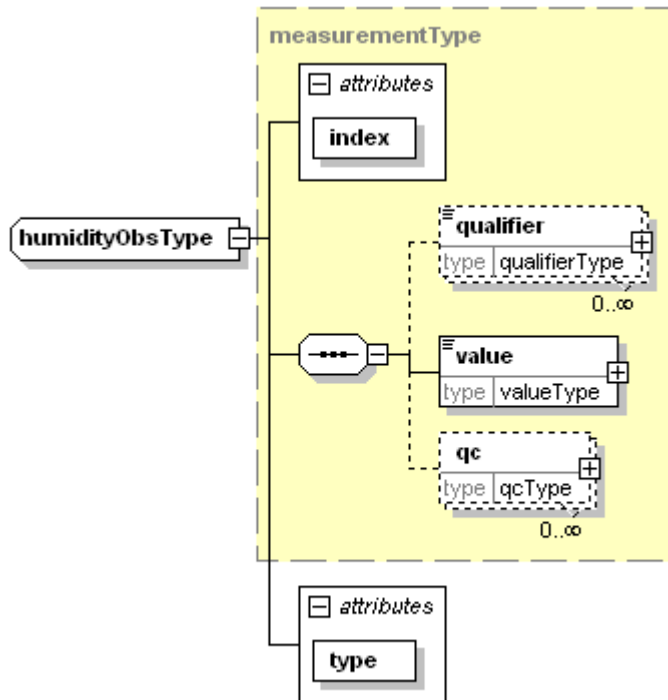 measurementType
attributes
index
humidityObsType
qualifier
type qualifierType
0..∞
value
type valueType
qc
type qcType
0..∞
attributes
type